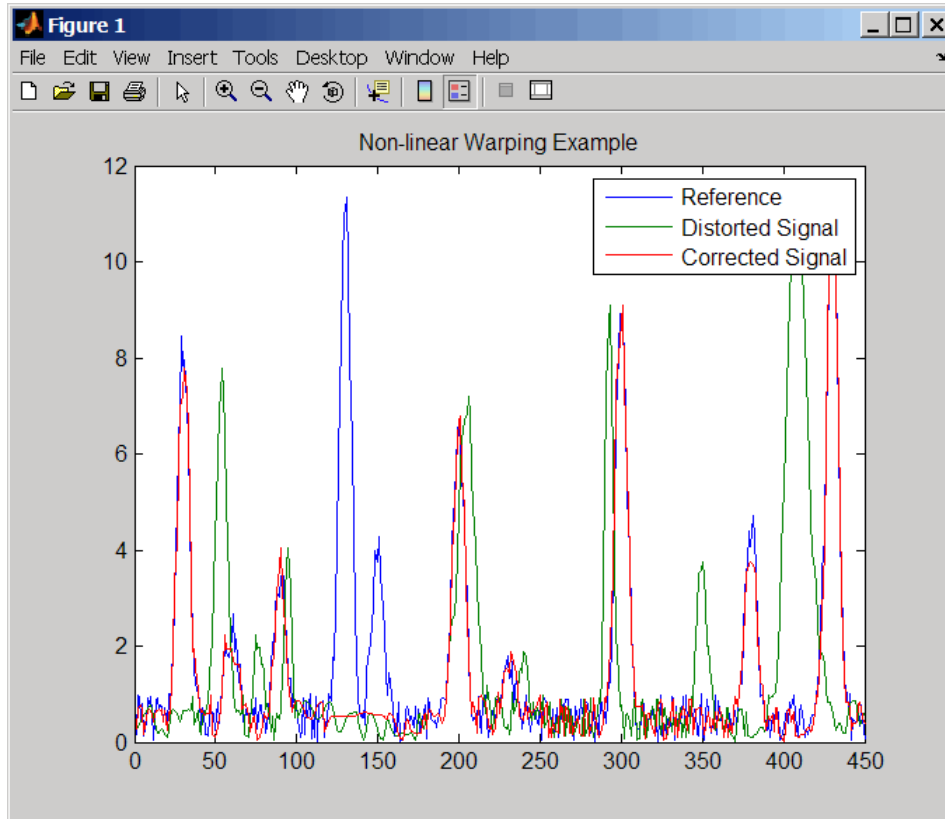 Figure 1
File Edit View Insert Tools Desktop Window Help
Non-linear Warping Example
12
10
8
6
4
2
0
Reference
Distorted Signal
Corrected Signal
0 50 100 150 200 250 300 350 400 450